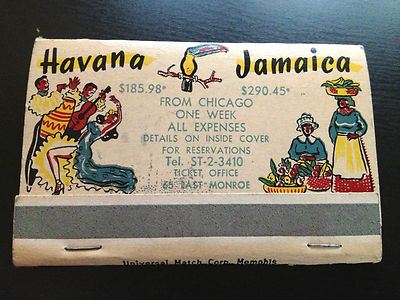 Havana Jamaica
$185.98* $290.45*
FROM CHICAGO
ONE WEEK
ALL EXPENSES
DETAILS ON INSIDE COVER
FOR RESERVATIONS
Tel. ST-2-3410
TICKET OFFICE
65 EAST MONROE
Universal Match Corp., Memphis